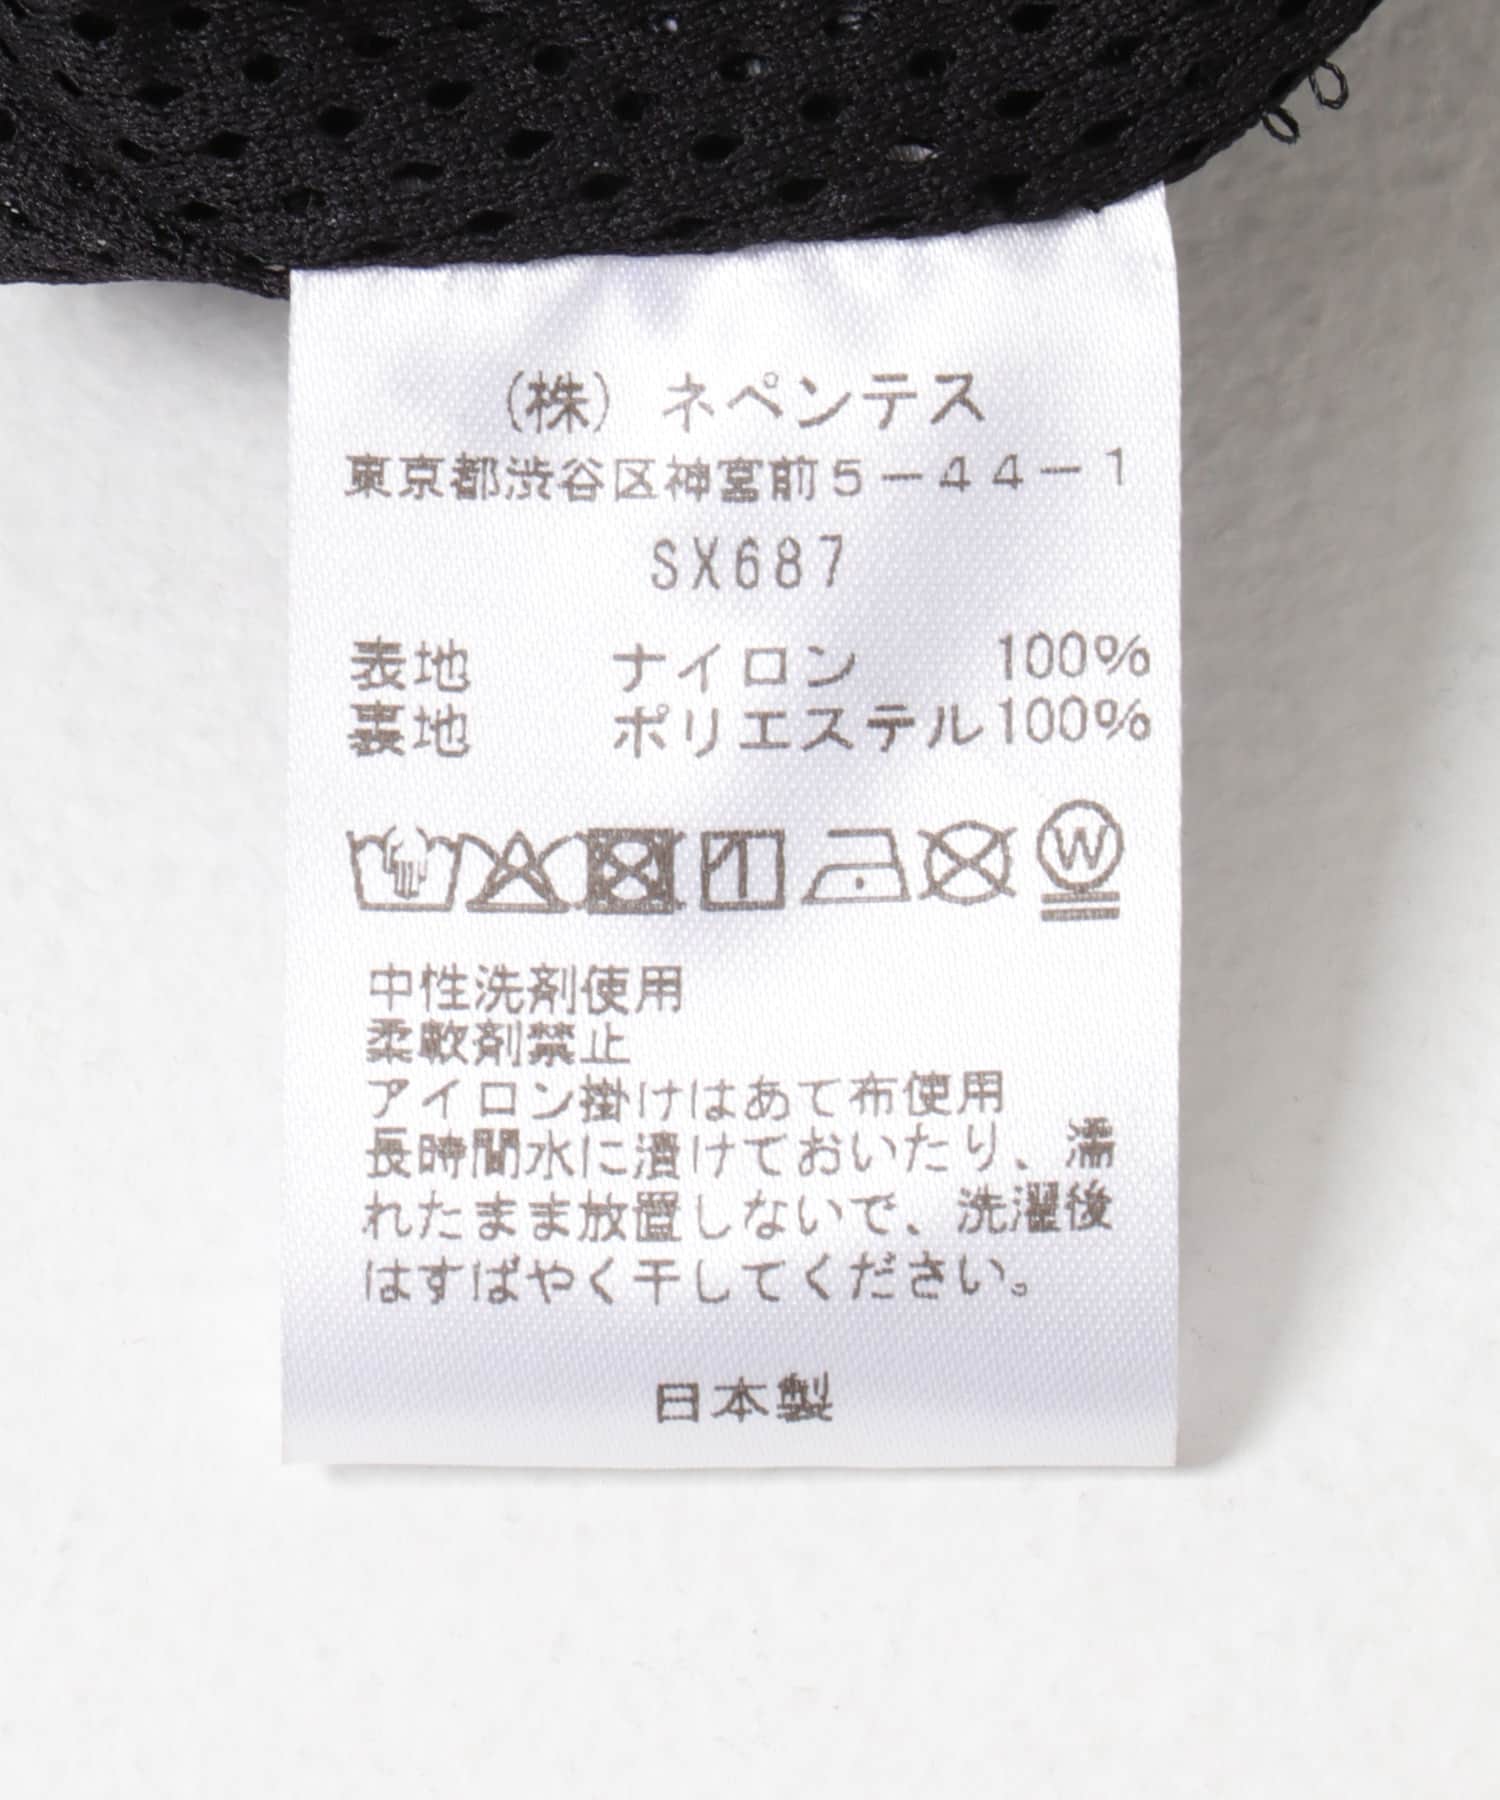 (株) ネペンテス
東京都渋谷区神宮前5－44－1
SX687
表地 ナイロン 100%
裏地 ポリエステル100%
W
中性洗剤使用
柔軟剤禁止
アイロン掛けはあて布使用
長時間水に漬けておいたり、濡
れたまま放置しないで、洗濯後
はすばやく干してください。
日本製